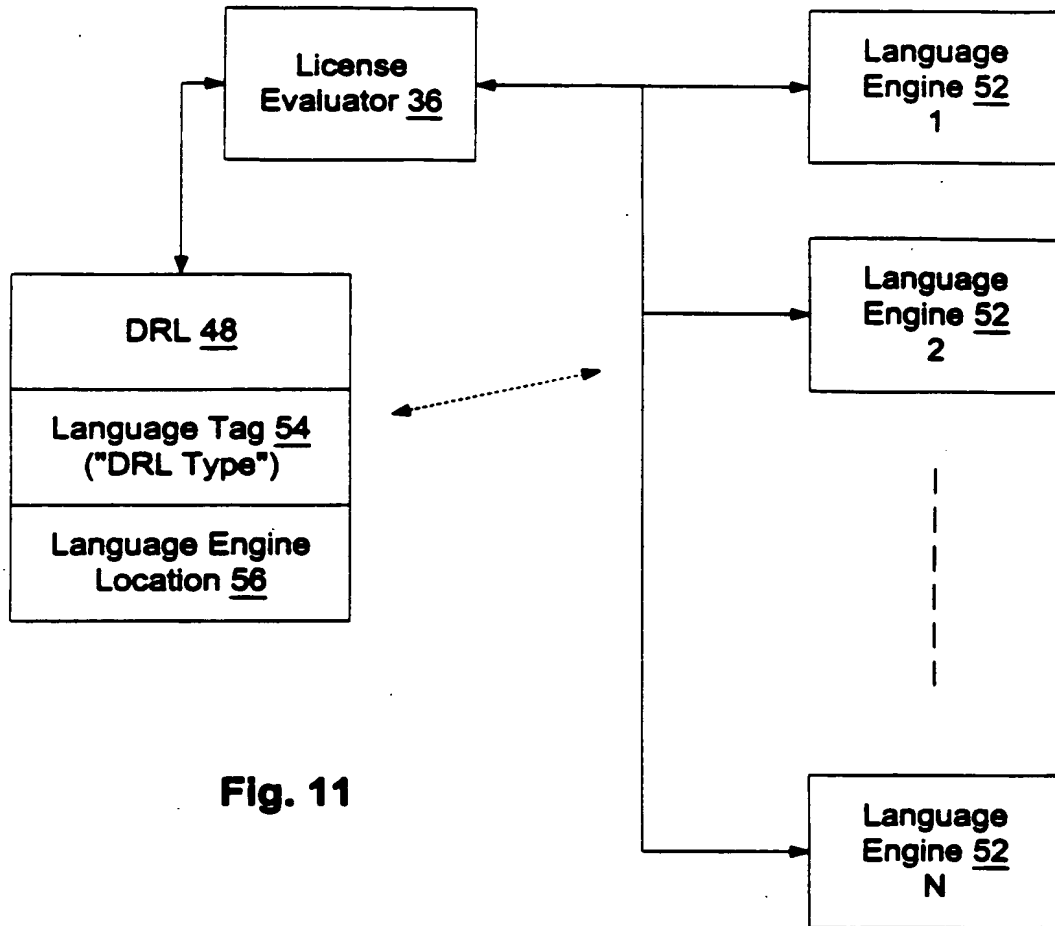 License
Evaluator 36
Language
Engine 52
1
Language
Engine 52
2
DRL 48
Language Tag 54
("DRL Type")
Language Engine
Location 56
Fig. 11
Language
Engine 52
N